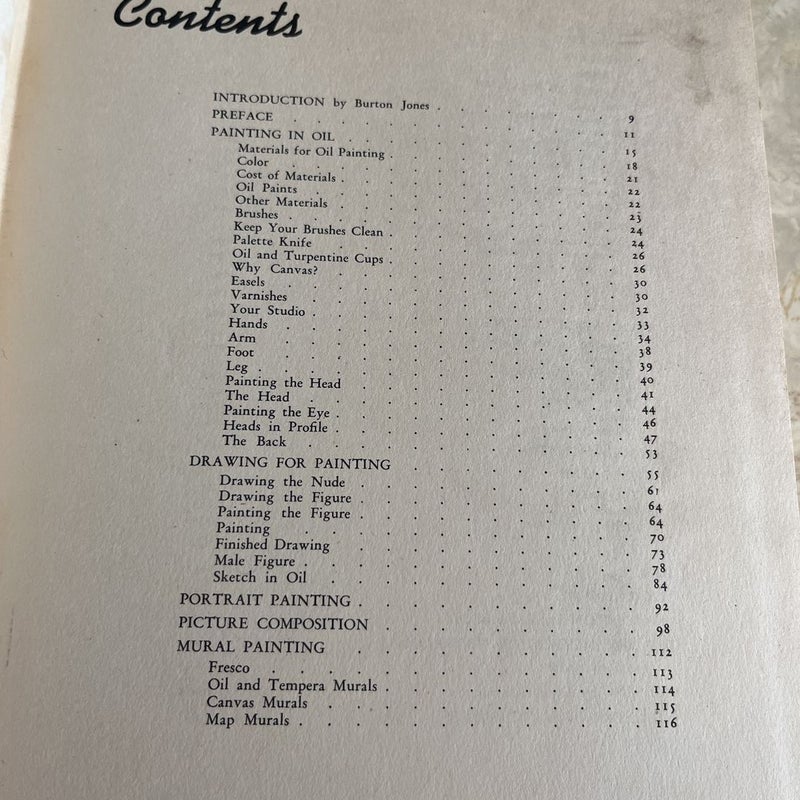 Contents
INTRODUCTION by Burton Jones . . . . . . . . 9
PREFACE . . . . . . . . . . . . 11
PAINTING IN OIL . . . . . . . . . . . 15
Materials for Oil Painting . . . . . . . . . 18
Color . . . . . . . . . . . . 21
Cost of Materials . . . . . . . . . . . 22
Oil Paints . . . . . . . . . . . 22
Other Materials . . . . . . . . . . . 23
Brushes . . . . . . . . . . . . 24
Keep Your Brushes Clean . . . . . . . . . 24
Palette Knife . . . . . . . . . . 26
Oil and Turpentine Cups . . . . . . . . . 26
Why Canvas? . . . . . . . . . . 30
Easels . . . . . . . . . . . . 30
Varnishes . . . . . . . . . . . 32
Your Studio . . . . . . . . . . . 33
Hands . . . . . . . . . . . . 34
Arm . . . . . . . . . . . . 38
Foot . . . . . . . . . . . . 39
Leg . . . . . . . . . . . . . 40
Painting the Head . . . . . . . . . . 41
The Head . . . . . . . . . . . 44
Painting the Eye . . . . . . . . . . . 46
Heads in Profile . . . . . . . . . . . 47
The Back . . . . . . . . . . . 53
DRAWING FOR PAINTING . . . . . . . . 55
Drawing the Nude . . . . . . . . . . 61
Drawing the Figure . . . . . . . . . . 64
Painting the Figure . . . . . . . . . . 64
Painting . . . . . . . . . . . . 70
Finished Drawing . . . . . . . . . . 73
Male Figure . . . . . . . . . . . . 78
Sketch in Oil . . . . . . . . . . . 84
PORTRAIT PAINTING . . . . . . . . . . 92
PICTURE COMPOSITION . . . . . . . . . 98
MURAL PAINTING . . . . . . . . . . 112
Fresco . . . . . . . . . . . . . 113
Oil and Tempera Murals . . . . . . . . . 114
Canvas Murals . . . . . . . . . . . 115
Map Murals . . . . . . . . . . . . 116